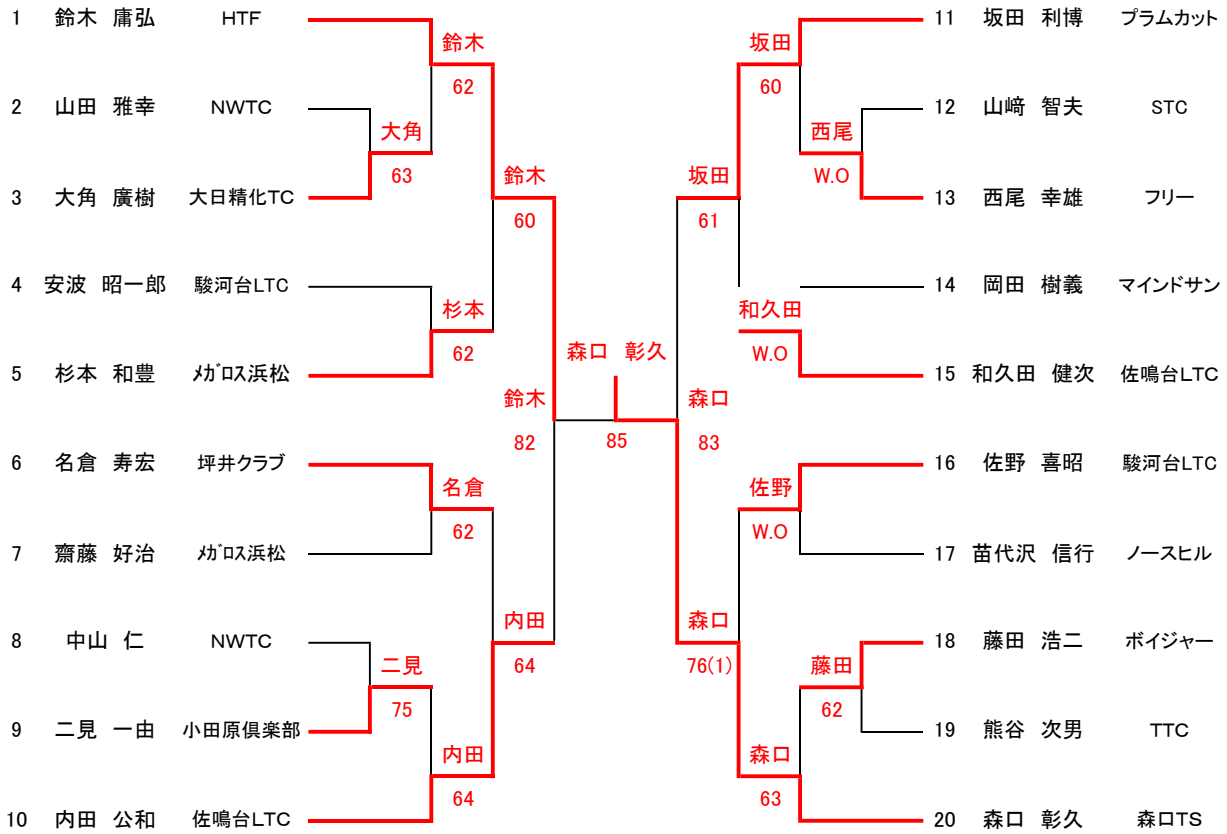 1 鈴木 庸弘 HTF
鈴木
62
2 山田 雅幸 NWTC
大角
63
3 大角 廣樹 大日精化TC
鈴木
60
4 安波 昭一郎 駿河台LTC
杉本
62
5 杉本 和豊 ﾒｶﾞﾛｽ浜松
鈴木
82
6 名倉 寿宏 坪井クラブ
名倉
62
7 齋藤 好治 ﾒｶﾞﾛｽ浜松
内田
64
8 中山 仁 NWTC
二見
75
9 二見 一由 小田原倶楽部
内田
64
10 内田 公和 佐鳴台LTC
森口 彰久
85
11 坂田 利博 プラムカット
坂田
60
12 山﨑 智夫 STC
西尾
W.O
13 西尾 幸雄 フリー
坂田
61
14 岡田 樹義 マインドサン
和久田
W.O
15 和久田 健次 佐鳴台LTC
森口
83
16 佐野 喜昭 駿河台LTC
佐野
W.O
17 苗代沢 信行 ノースヒル
森口
76(1)
18 藤田 浩二 ボイジャー
藤田
62
19 熊谷 次男 TTC
森口
63
20 森口 彰久 森口TS